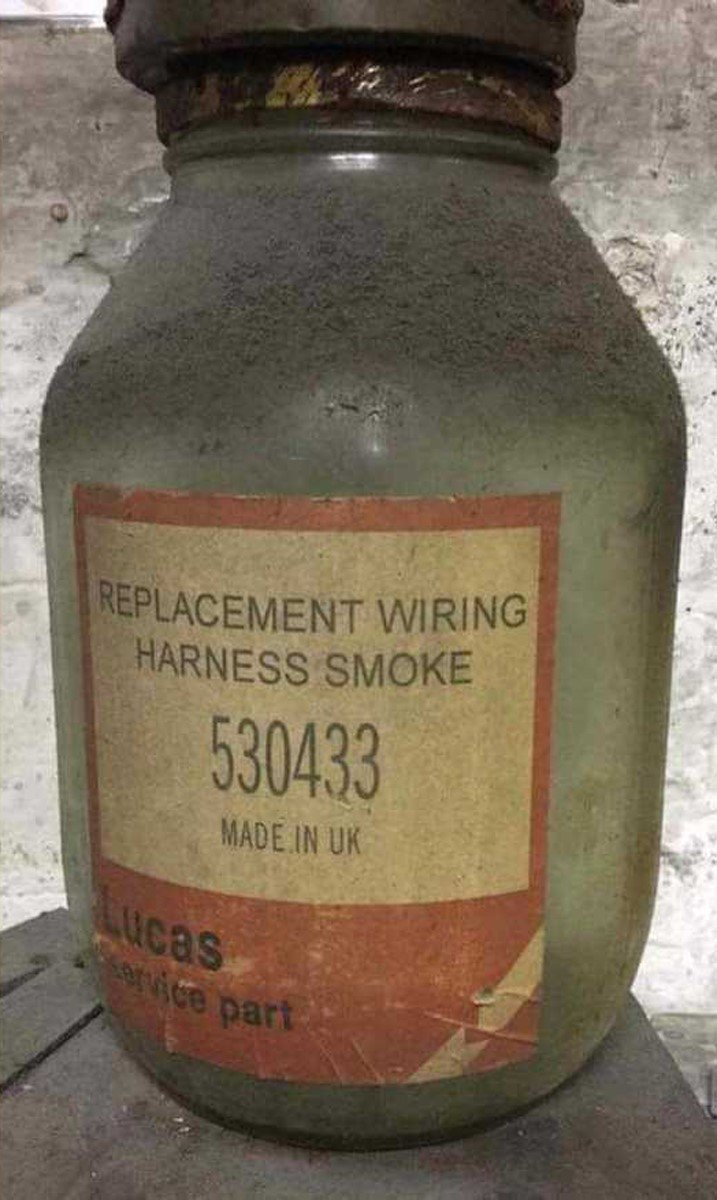 REPLACEMENT WIRING
HARNESS SMOKE
530433
MADE IN UK
Lucas
service part